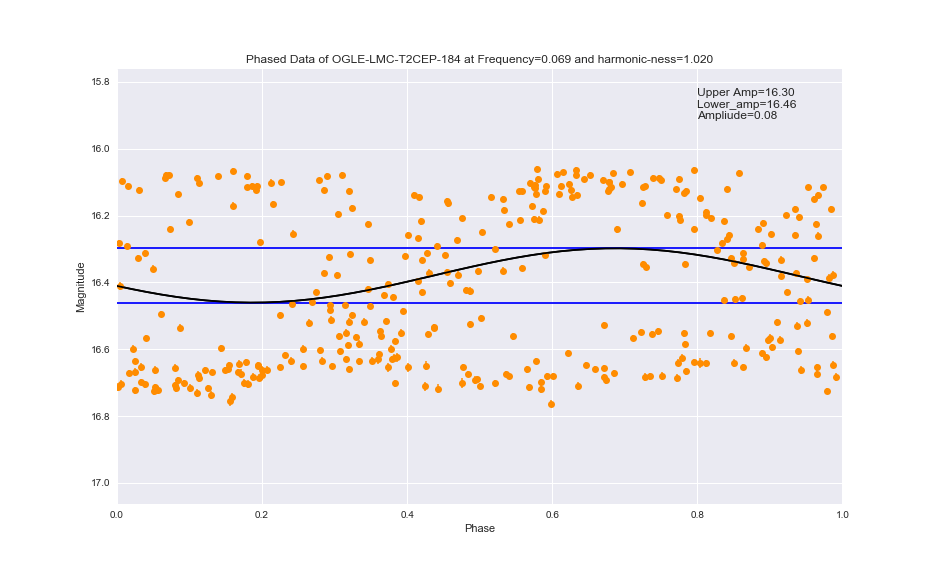 Phased Data of OGLE-LMC-T2CEP-184 at Frequency=0.069 and harmonic-ness=1.020
Upper Amp=16.30
Lower_amp=16.46
Ampliude=0.08
15.8
16.0
16.2
16.4
16.6
16.8
17.0
Magnitude
0.0 0.2 0.4 0.6 0.8 1.0
Phase